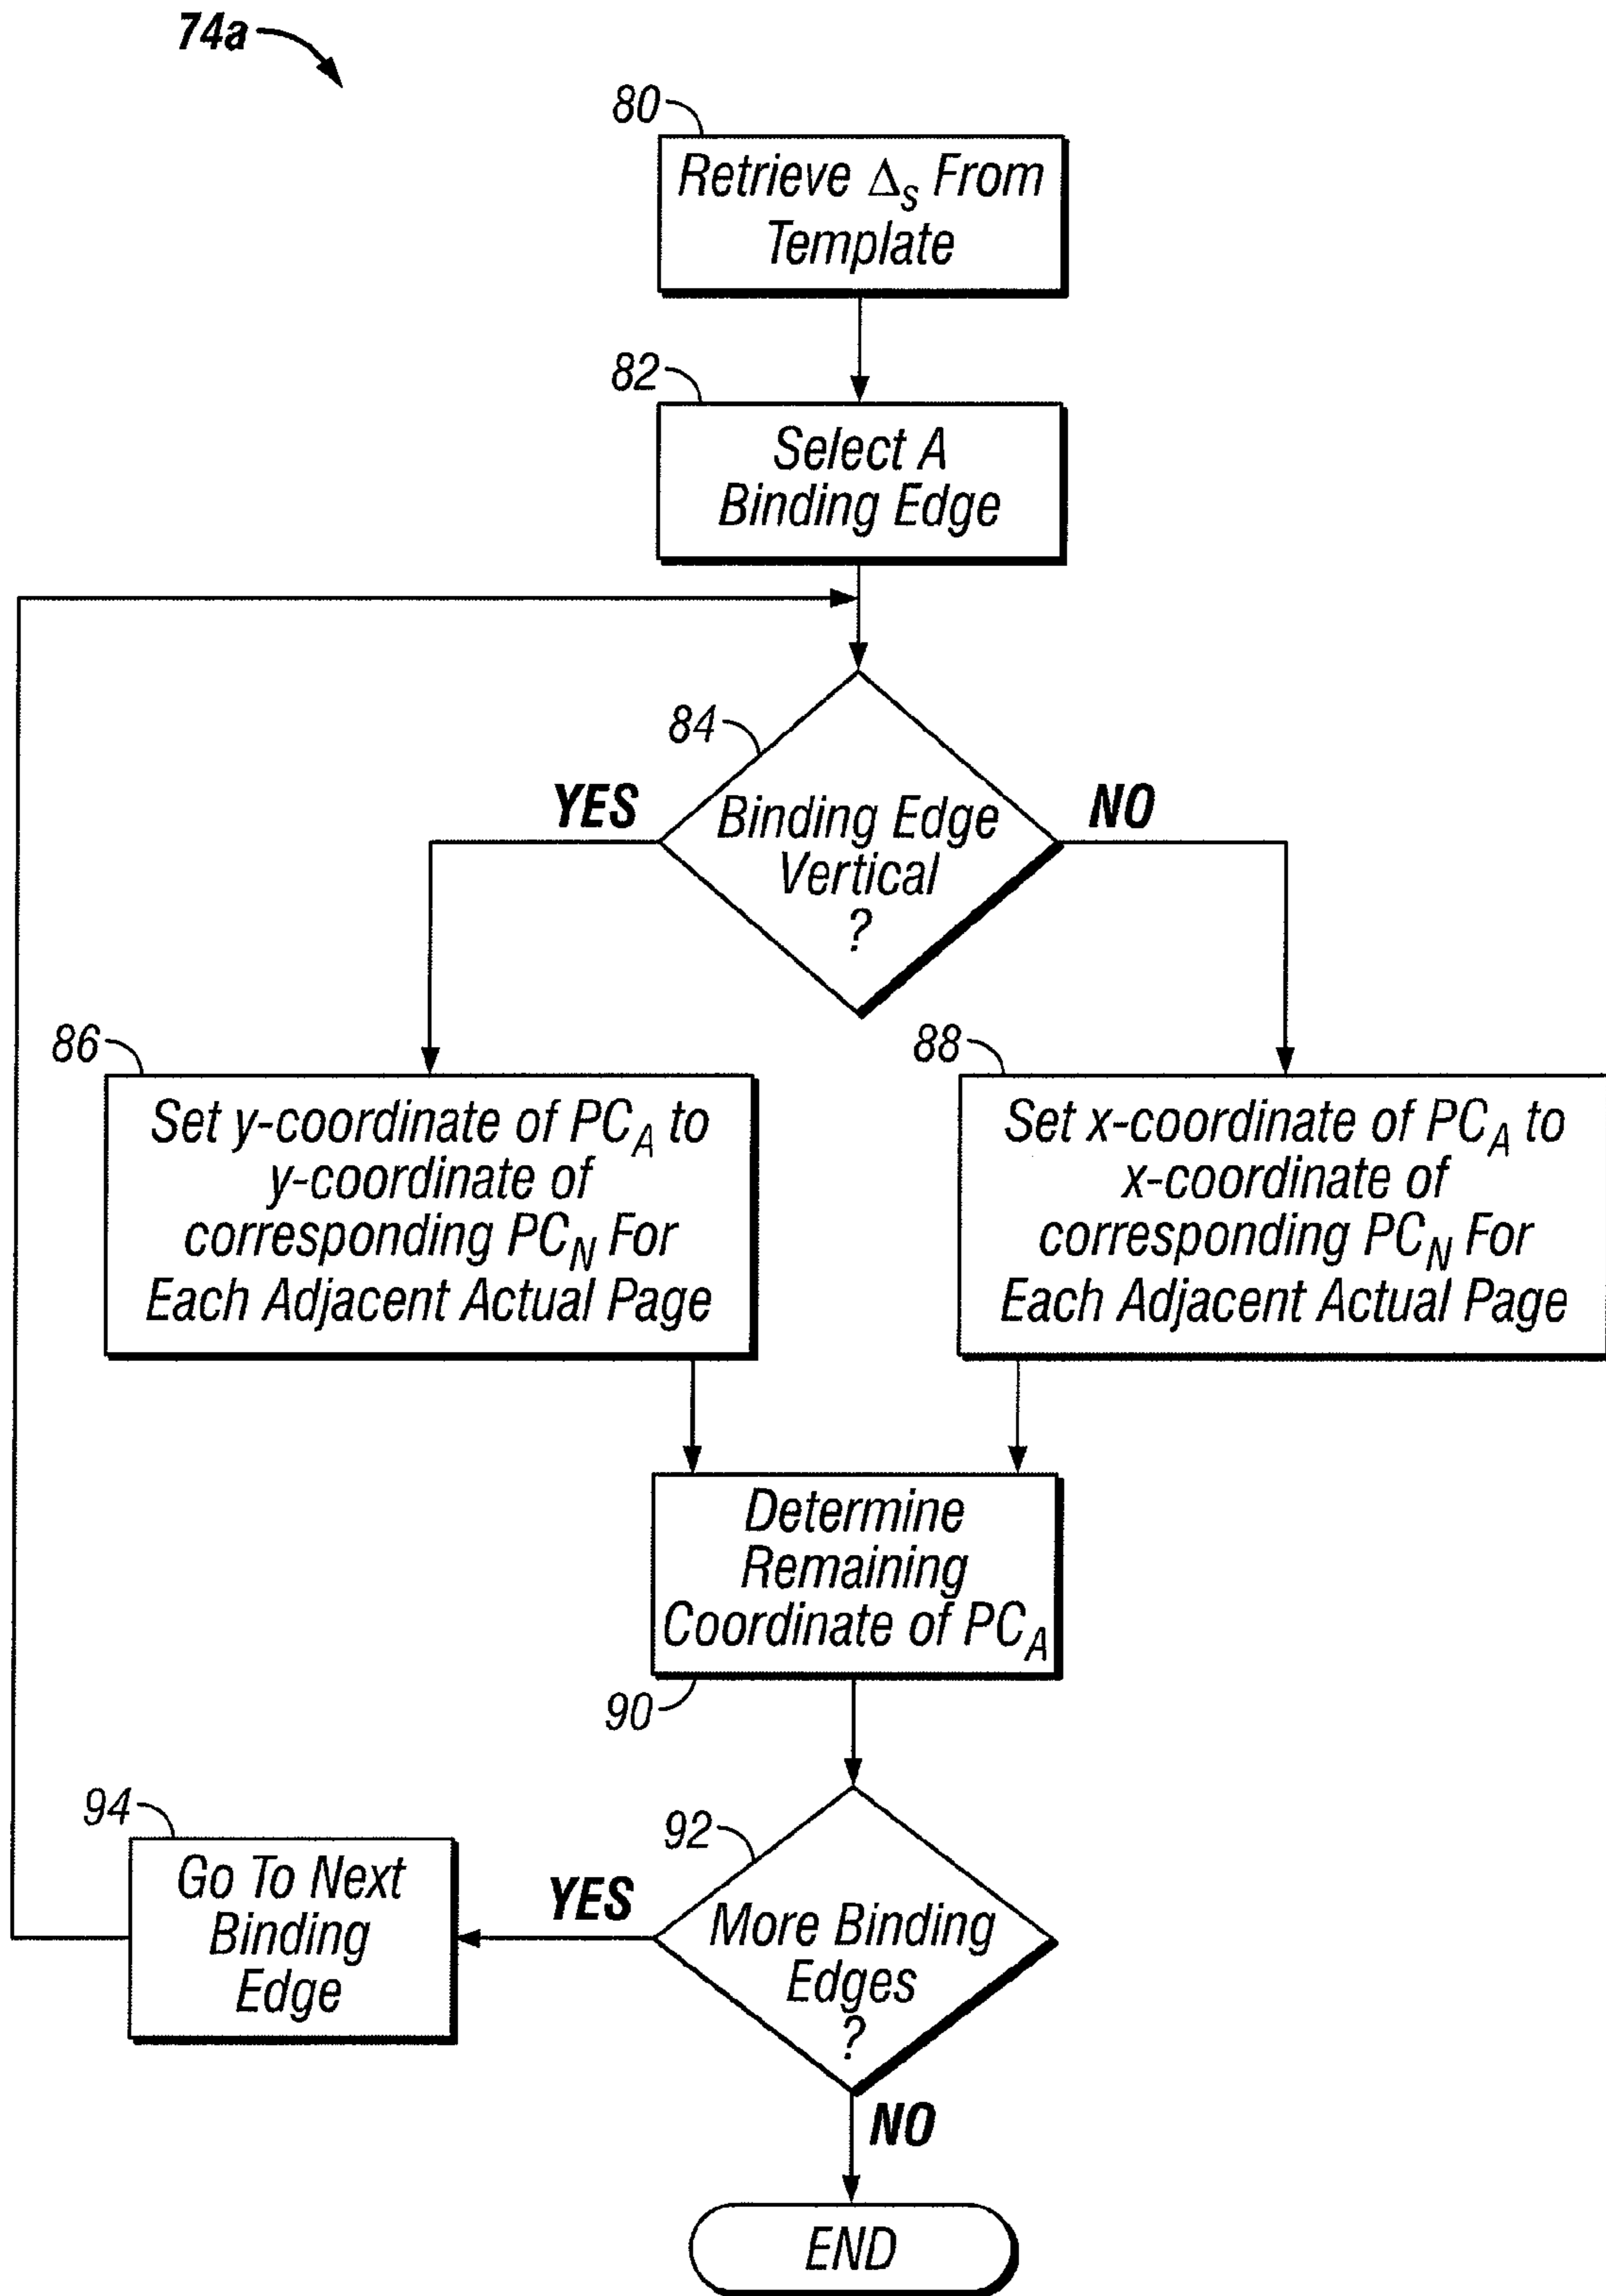 74a
80
Retrieve Δs From
Template
82
Select A
Binding Edge
84
YES
NO
Binding Edge
Vertical
?
86
Set y-coordinate of PCA to
y-coordinate of
corresponding PCN For
Each Adjacent Actual Page
88
Set x-coordinate of PCA to
x-coordinate of
corresponding PCN For
Each Adjacent Actual Page
Determine
Remaining
Coordinate of PCA
90
94
Go To Next
Binding
Edge
92
YES
More Binding
Edges
?
NO
END